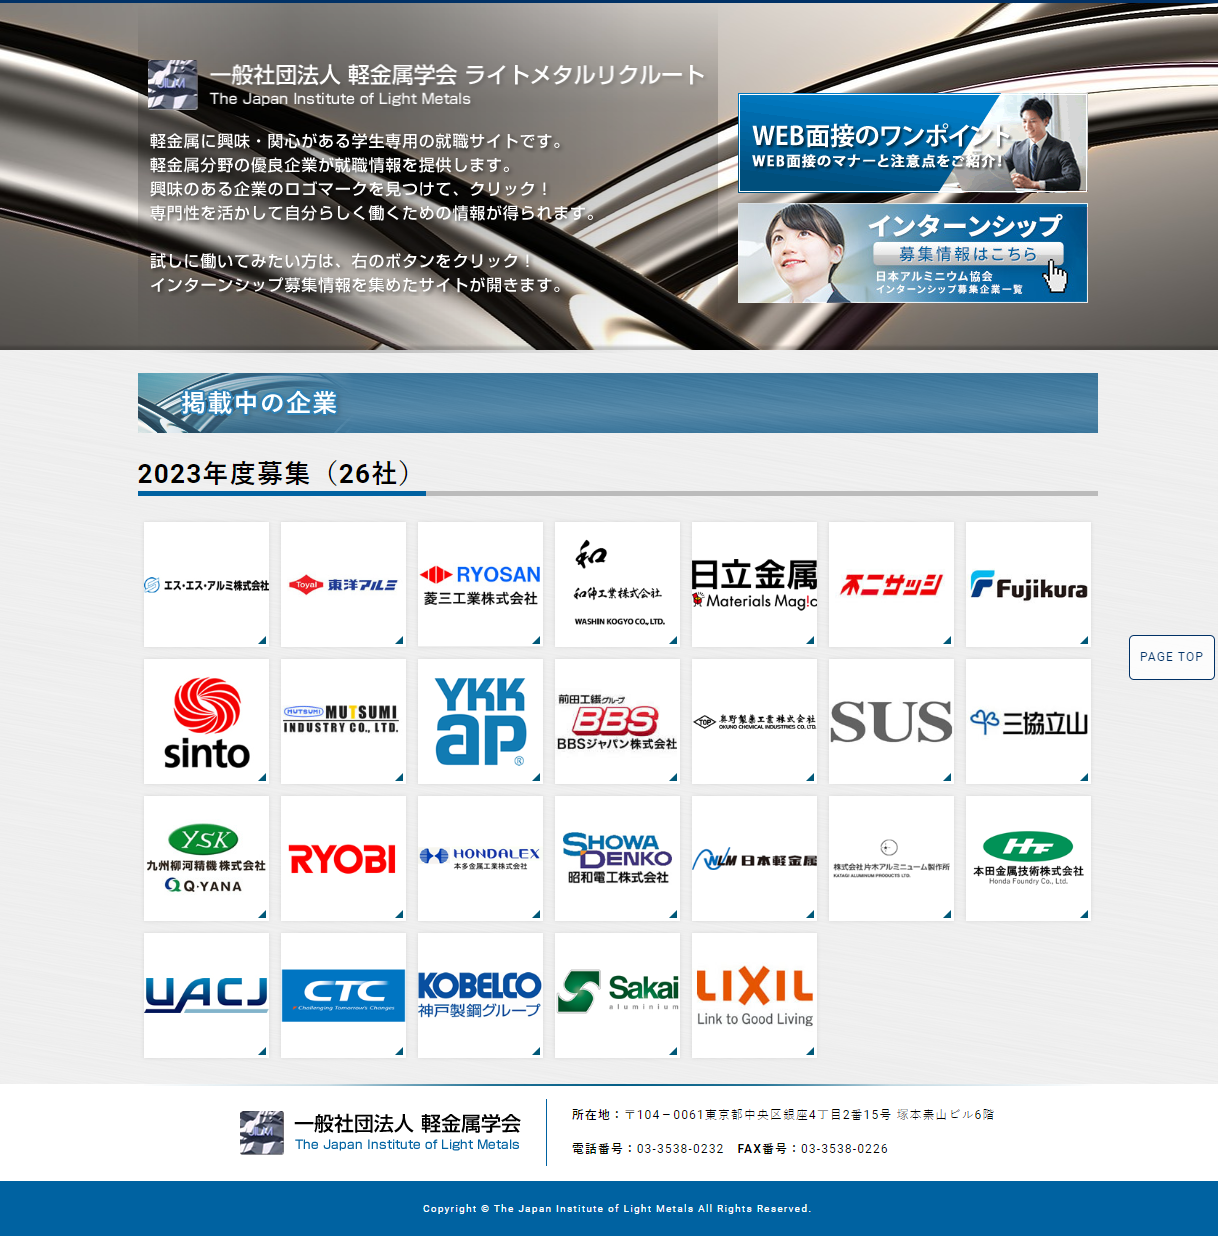 一般社団法人 軽金属学会 ライトメタルリクルート
The Japan Institute of Light Metals
軽金属に興味・関心がある学生専用の就職サイトです。
軽金属分野の優良企業が就職情報を提供します。
興味のある企業のロゴマークを見つけて、クリック！
専門性を活かして自分らしく働くための情報が得られます。
試しに働いてみたい方は、右のボタンをクリック！
インターンシップ募集情報を集めたサイトが開きます。
WEB面接のワンポイント
WEB面接のマナーと注意点をご紹介！
インターンシップ
募集情報はこちら
日本アルミニウム協会
インターンシップ募集企業一覧
掲載中の企業
2023年度募集（26社）
エス・エス・アルミ株式会社
Toyal 東洋アルミ
RYOSAN
菱三工業株式会社
和
和伸工業株式会社
WASHIN KOGYO CO., LTD.
日立金属
Materials Magic
不二サッシ
Fujikura
PAGE TOP
sinto
MUTSUMI MUTSUMI
INDUSTRY CO., LTD.
YKK
ap®
前田工繊グループ
BBS
BBSジャパン株式会社
TOP 奥野製薬工業株式会社
OKUNO CHEMICAL INDUSTRIES CO. LTD.
SUS
三協立山
YSK
九州柳河精機株式会社
Q・YANA
RYOBI
HONDALEX
本多金属工業株式会社
SHOWA
DENKO
昭和電工株式会社
NLM 日本軽金属
株式会社片木アルミニューム製作所
KATAGI ALUMINIUM PRODUCTS LTD.
HF
本田金属技術株式会社
Honda Foundry Co., Ltd.
UACJ
CTC
Challenging Tomorrow's Changes
KOBELCO
神戸製鋼グループ
Sakai
aluminium
LIXIL
Link to Good Living
一般社団法人 軽金属学会
The Japan Institute of Light Metals
所在地：〒104－0061東京都中央区銀座4丁目2番15号 塚本素山ビル6階
電話番号：03-3538-0232 FAX番号：03-3538-0226
Copyright © The Japan Institute of Light Metals All Rights Reserved.